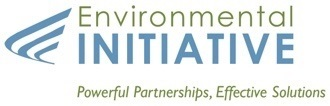 Environmental
INITIATIVE
Powerful Partnerships, Effective Solutions